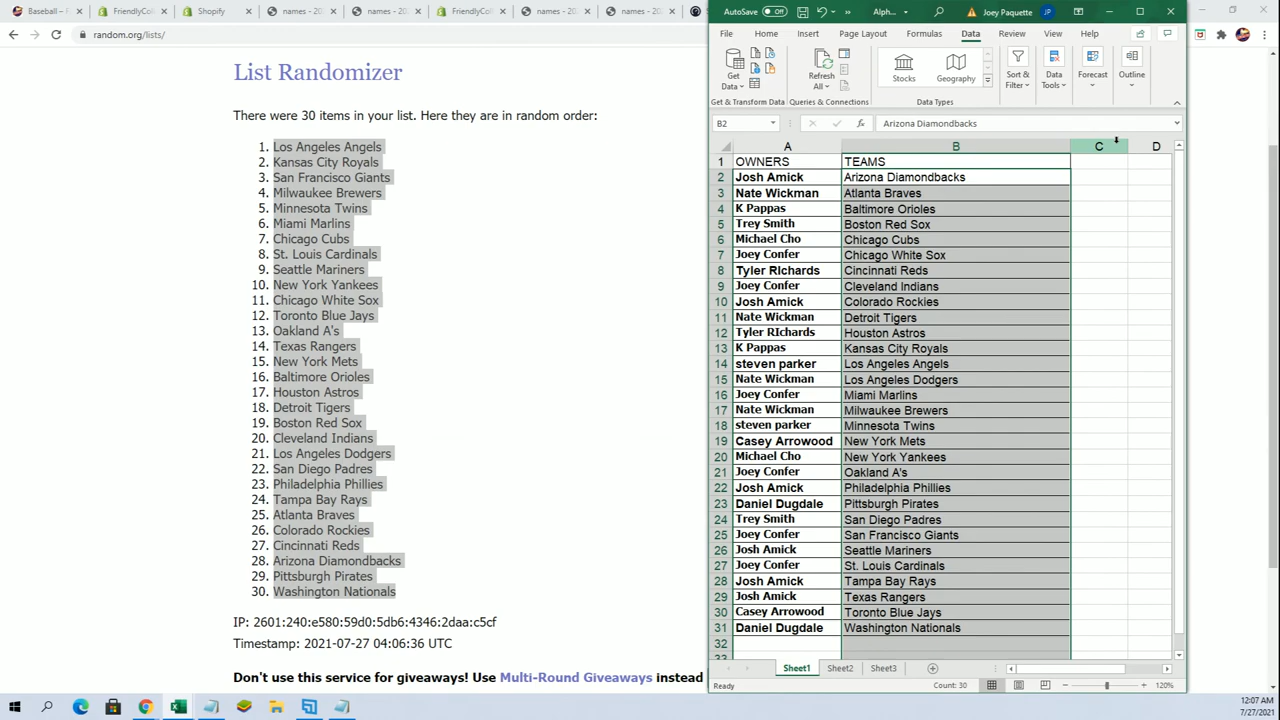 Baseball –
FriendlyCo
Shopify
names - 20
names - 20
FriendlyCo
names - 20
names - 20
random.org/lists/
List Randomizer
There were 30 items in your list. Here they are in random order:
1. Los Angeles Angels
2. Kansas City Royals
3. San Francisco Giants
4. Milwaukee Brewers
5. Minnesota Twins
6. Miami Marlins
7. Chicago Cubs
8. St. Louis Cardinals
9. Seattle Mariners
10. New York Yankees
11. Chicago White Sox
12. Toronto Blue Jays
13. Oakland A's
14. Texas Rangers
15. New York Mets
16. Baltimore Orioles
17. Houston Astros
18. Detroit Tigers
19. Boston Red Sox
20. Cleveland Indians
21. Los Angeles Dodgers
22. San Diego Padres
23. Philadelphia Phillies
24. Tampa Bay Rays
25. Atlanta Braves
26. Colorado Rockies
27. Cincinnati Reds
28. Arizona Diamondbacks
29. Pittsburgh Pirates
30. Washington Nationals
IP: 2601:240:e580:59d0:5db6:4346:2daa:c5cf
Timestamp: 2021-07-27 04:06:36 UTC
Don't use this service for giveaways! Use Multi-Round Giveaways instead
AutoSave Off Alph... Joey Paquette JP
File Home Insert Page Layout Formulas Data Review View Help
Get Data Refresh All Stocks Geography Sort & Filter Data Tools Forecast Outline
Get & Transform Data Queries & Connections Data Types
B2 fx Arizona Diamondbacks
A B C D
1 OWNERS TEAMS
2 Josh Amick Arizona Diamondbacks
3 Nate Wickman Atlanta Braves
4 K Pappas Baltimore Orioles
5 Trey Smith Boston Red Sox
6 Michael Cho Chicago Cubs
7 Joey Confer Chicago White Sox
8 Tyler RIchards Cincinnati Reds
9 Joey Confer Cleveland Indians
10 Josh Amick Colorado Rockies
11 Nate Wickman Detroit Tigers
12 Tyler RIchards Houston Astros
13 K Pappas Kansas City Royals
14 steven parker Los Angeles Angels
15 Nate Wickman Los Angeles Dodgers
16 Joey Confer Miami Marlins
17 Nate Wickman Milwaukee Brewers
18 steven parker Minnesota Twins
19 Casey Arrowood New York Mets
20 Michael Cho New York Yankees
21 Joey Confer Oakland A's
22 Josh Amick Philadelphia Phillies
23 Daniel Dugdale Pittsburgh Pirates
24 Trey Smith San Diego Padres
25 Joey Confer San Francisco Giants
26 Josh Amick Seattle Mariners
27 Joey Confer St. Louis Cardinals
28 Josh Amick Tampa Bay Rays
29 Josh Amick Texas Rangers
30 Casey Arrowood Toronto Blue Jays
31 Daniel Dugdale Washington Nationals
32
33
Sheet1 Sheet2 Sheet3
Ready Count: 30 120%
12:07 AM
7/27/2021